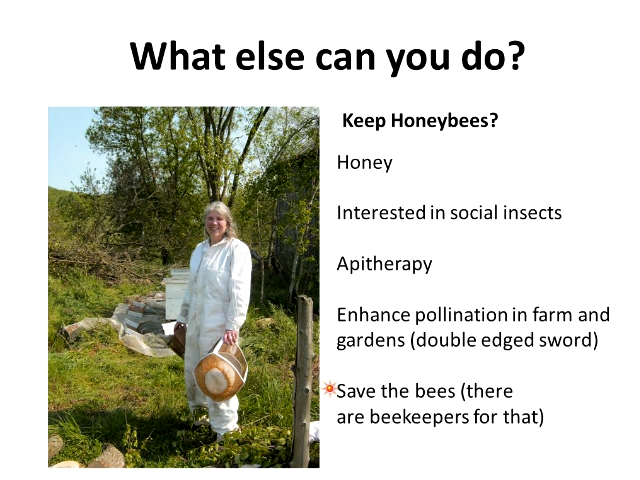 What else can you do?
Keep Honeybees?
Honey
Interested in social insects
Apitherapy
Enhance pollination in farm and
gardens (double edged sword)
Save the bees (there
are beekeepers for that)